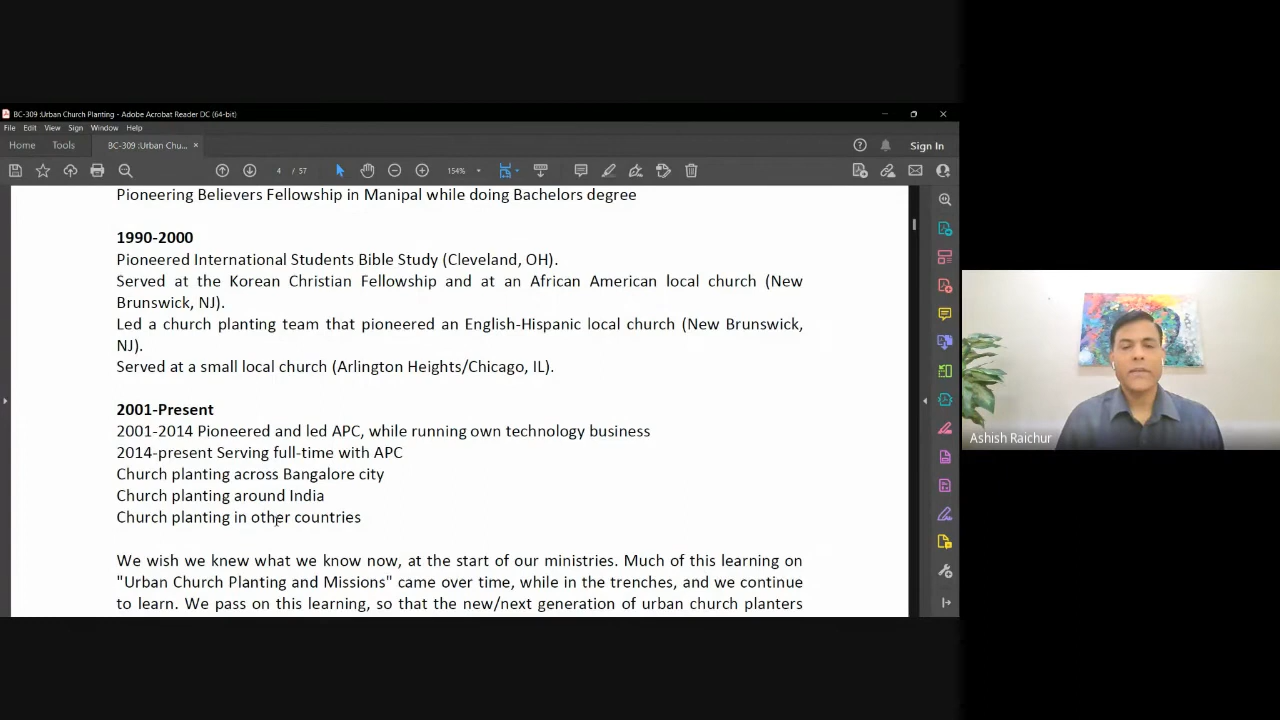 BC-309 :Urban Church Planting - Adobe Acrobat Reader DC (64-bit)
File Edit View Sign Window Help
Home Tools BC-309 :Urban Chu... × Sign In
4 / 57 154%
Pioneering Believers Fellowship in Manipal while doing Bachelors degree
1990-2000
Pioneered International Students Bible Study (Cleveland, OH).
Served at the Korean Christian Fellowship and at an African American local church (New
Brunswick, NJ).
Led a church planting team that pioneered an English-Hispanic local church (New Brunswick,
NJ).
Served at a small local church (Arlington Heights/Chicago, IL).
2001-Present
2001-2014 Pioneered and led APC, while running own technology business
2014-present Serving full-time with APC
Church planting across Bangalore city
Church planting around India
Church planting in other countries
We wish we knew what we know now, at the start of our ministries. Much of this learning on
"Urban Church Planting and Missions" came over time, while in the trenches, and we continue
to learn. We pass on this learning, so that the new/next generation of urban church planters
Ashish Raichur